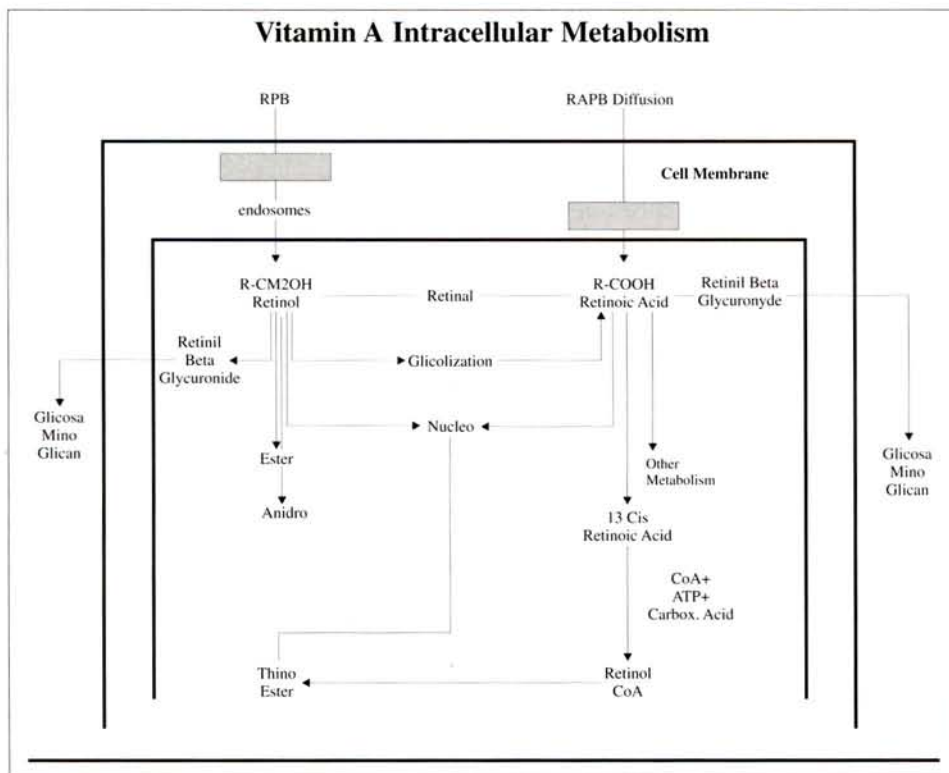 Vitamin A Intracellular Metabolism
RPB
RAPB Diffusion
Cell Membrane
endosomes
R-CM2OH
Retinol
Retinal
R-COOH
Retinoic Acid
Retinil Beta
Glycuronyde
Retinil
Beta
Glycuronide
Glicolization
Glicosa
Mino
Glican
Nucleo
Ester
Other
Metabolism
Glicosa
Mino
Glican
Anidro
13 Cis
Retinoic Acid
CoA+
ATP+
Carbox. Acid
Thino
Ester
Retinol
CoA